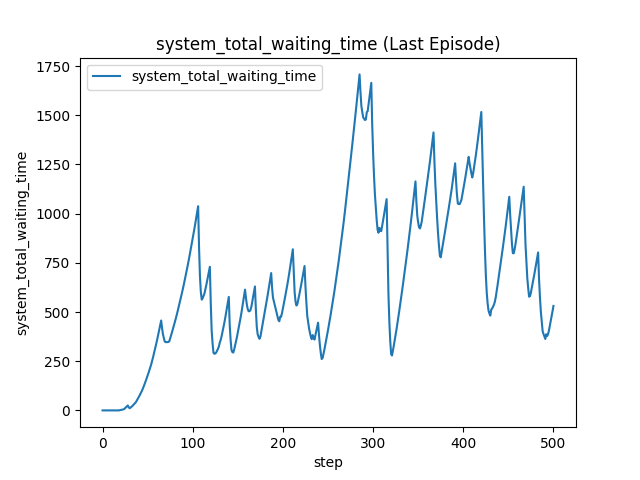 system_total_waiting_time (Last Episode)
system_total_waiting_time
system_total_waiting_time
1750
1500
1250
1000
750
500
250
0
0 100 200 300 400 500
step